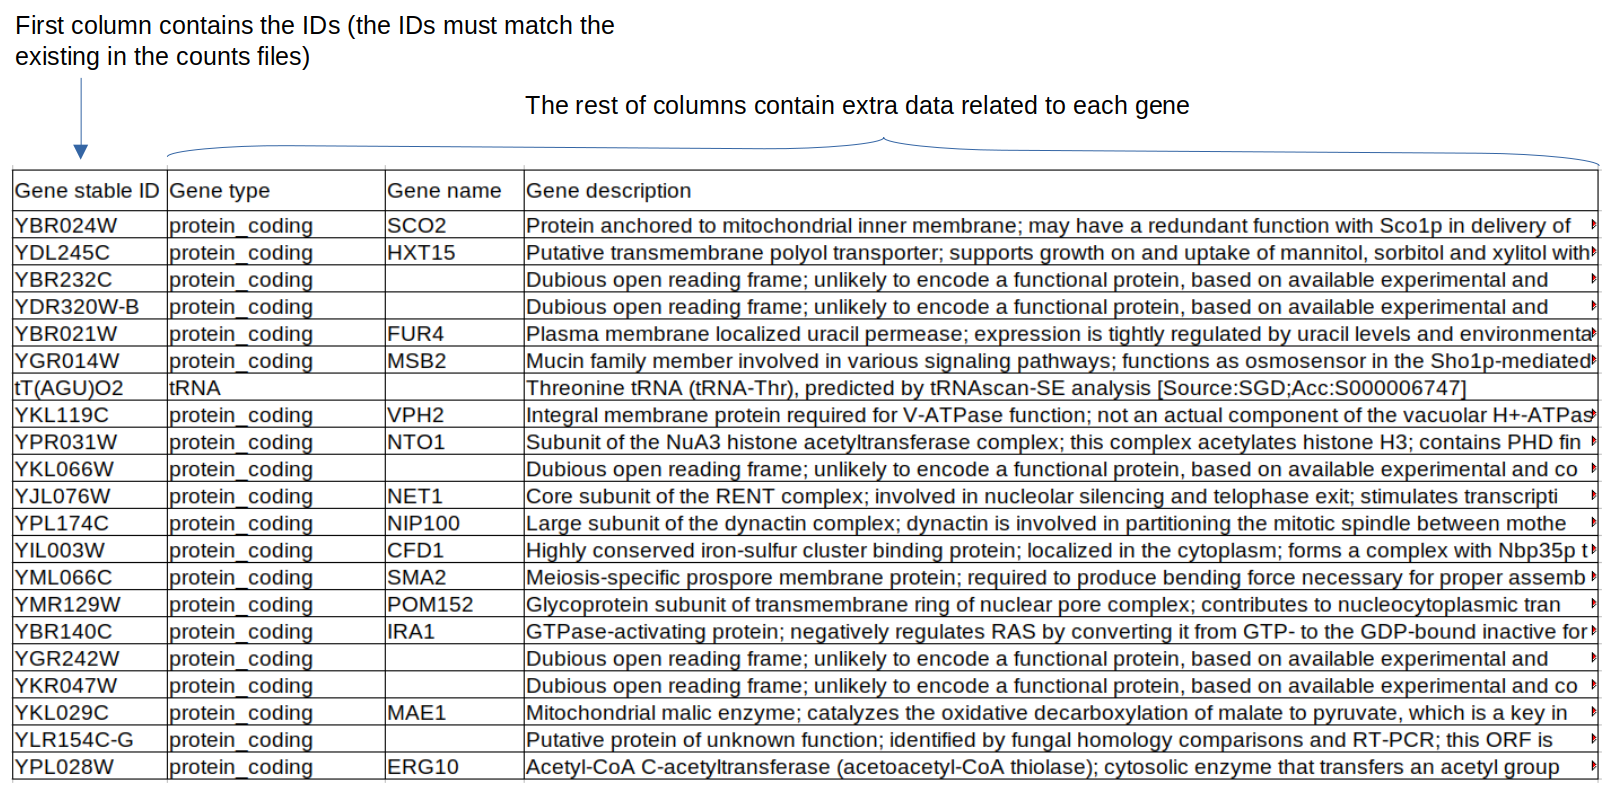 First column contains the IDs (the IDs must match the
existing in the counts files)
The rest of columns contain extra data related to each gene
Gene stable ID Gene type Gene name Gene description
YBR024W protein_coding SCO2 Protein anchored to mitochondrial inner membrane; may have a redundant function with Sco1p in delivery of
YDL245C protein_coding HXT15 Putative transmembrane polyol transporter; supports growth on and uptake of mannitol, sorbitol and xylitol with
YBR232C protein_coding Dubious open reading frame; unlikely to encode a functional protein, based on available experimental and
YDR320W-B protein_coding Dubious open reading frame; unlikely to encode a functional protein, based on available experimental and
YBR021W protein_coding FUR4 Plasma membrane localized uracil permease; expression is tightly regulated by uracil levels and environmenta
YGR014W protein_coding MSB2 Mucin family member involved in various signaling pathways; functions as osmosensor in the Sho1p-mediated
tT(AGU)O2 tRNA Threonine tRNA (tRNA-Thr), predicted by tRNAscan-SE analysis [Source:SGD;Acc:S000006747]
YKL119C protein_coding VPH2 Integral membrane protein required for V-ATPase function; not an actual component of the vacuolar H+-ATPas
YPR031W protein_coding NTO1 Subunit of the NuA3 histone acetyltransferase complex; this complex acetylates histone H3; contains PHD fin
YKL066W protein_coding Dubious open reading frame; unlikely to encode a functional protein, based on available experimental and co
YJL076W protein_coding NET1 Core subunit of the RENT complex; involved in nucleolar silencing and telophase exit; stimulates transcripti
YPL174C protein_coding NIP100 Large subunit of the dynactin complex; dynactin is involved in partitioning the mitotic spindle between mothe
YIL003W protein_coding CFD1 Highly conserved iron-sulfur cluster binding protein; localized in the cytoplasm; forms a complex with Nbp35p t
YML066C protein_coding SMA2 Meiosis-specific prospore membrane protein; required to produce bending force necessary for proper assemb
YMR129W protein_coding POM152 Glycoprotein subunit of transmembrane ring of nuclear pore complex; contributes to nucleocytoplasmic tran
YBR140C protein_coding IRA1 GTPase-activating protein; negatively regulates RAS by converting it from GTP- to the GDP-bound inactive for
YGR242W protein_coding Dubious open reading frame; unlikely to encode a functional protein, based on available experimental and
YKR047W protein_coding Dubious open reading frame; unlikely to encode a functional protein, based on available experimental and co
YKL029C protein_coding MAE1 Mitochondrial malic enzyme; catalyzes the oxidative decarboxylation of malate to pyruvate, which is a key in
YLR154C-G protein_coding Putative protein of unknown function; identified by fungal homology comparisons and RT-PCR; this ORF is
YPL028W protein_coding ERG10 Acetyl-CoA C-acetyltransferase (acetoacetyl-CoA thiolase); cytosolic enzyme that transfers an acetyl group